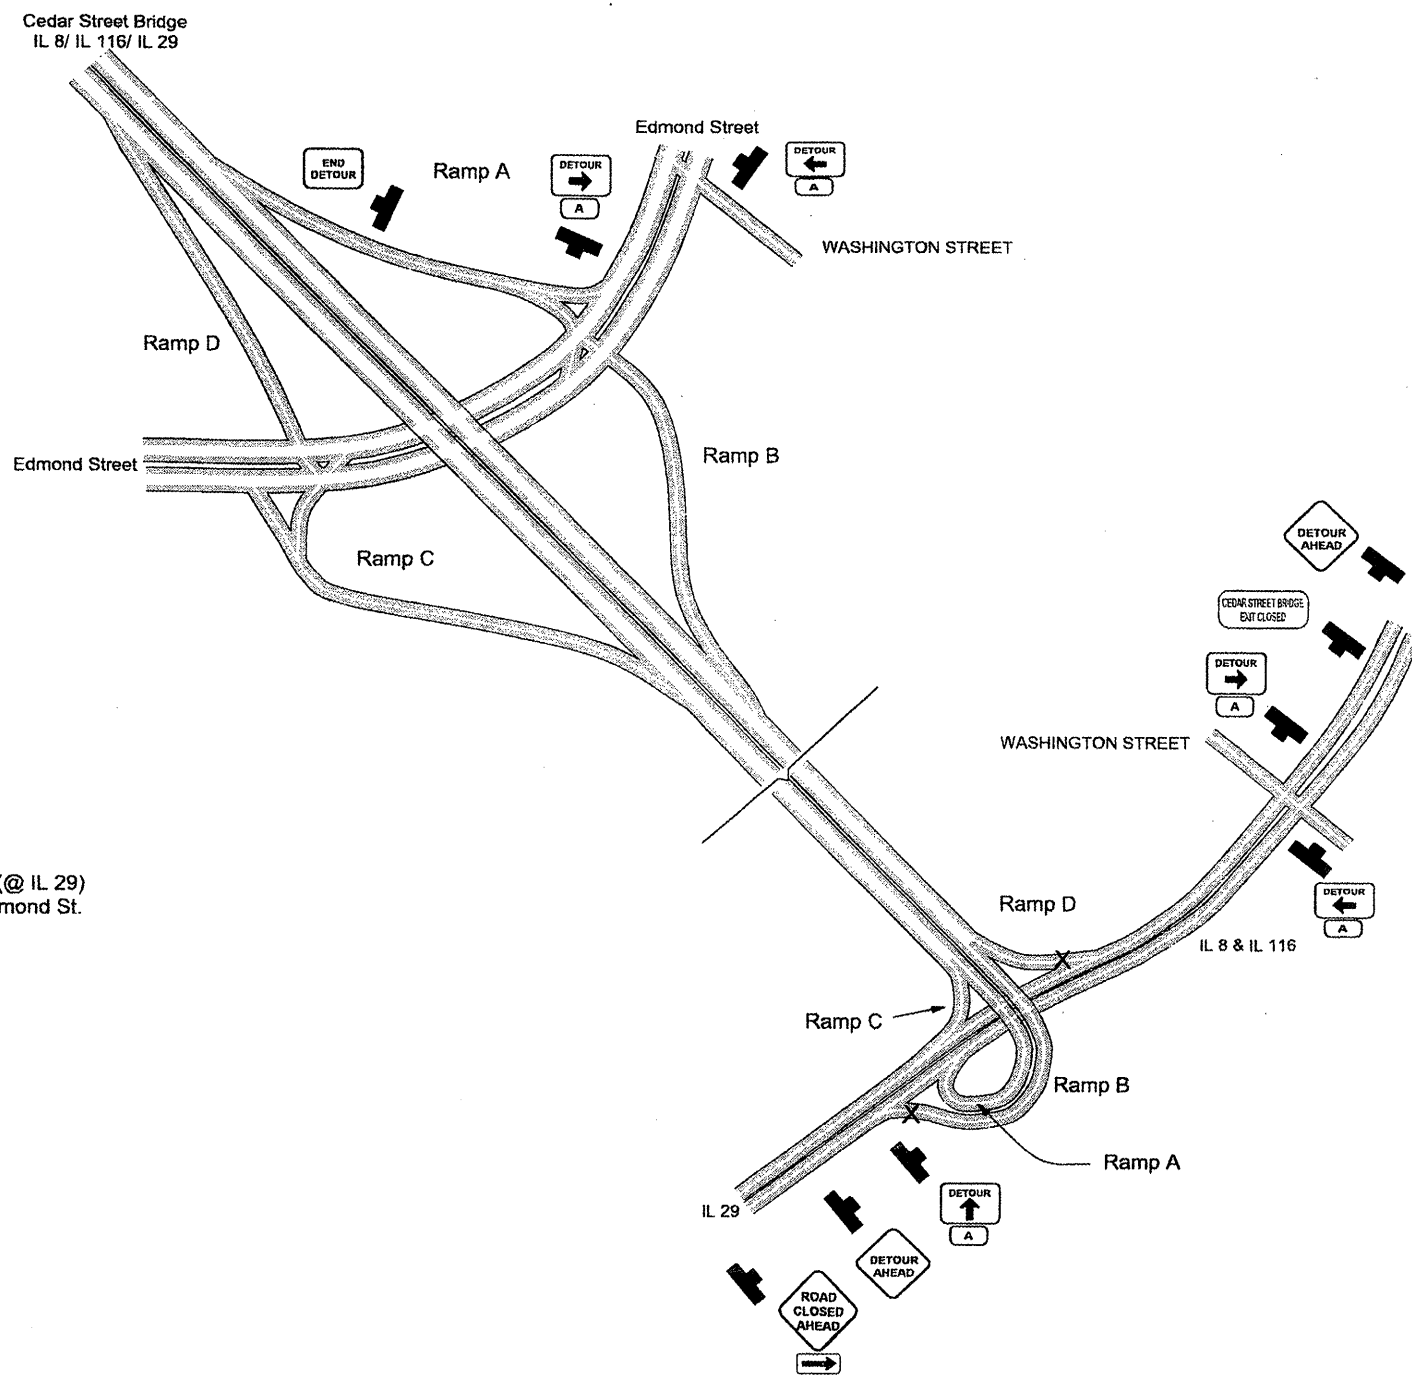 Cedar Street Bridge
IL 8/ IL 116/ IL 29
Edmond Street
END
DETOUR
Ramp A
DETOUR
A
DETOUR
A
WASHINGTON STREET
Ramp D
Edmond Street
Ramp B
Ramp C
DETOUR
AHEAD
CEDAR STREET BRIDGE
EXIT CLOSED
DETOUR
A
WASHINGTON STREET
(@ IL 29)
mond St.
DETOUR
A
Ramp D
IL 8 & IL 116
X
Ramp C
Ramp B
X
Ramp A
IL 29
DETOUR
A
DETOUR
AHEAD
ROAD
CLOSED
AHEAD